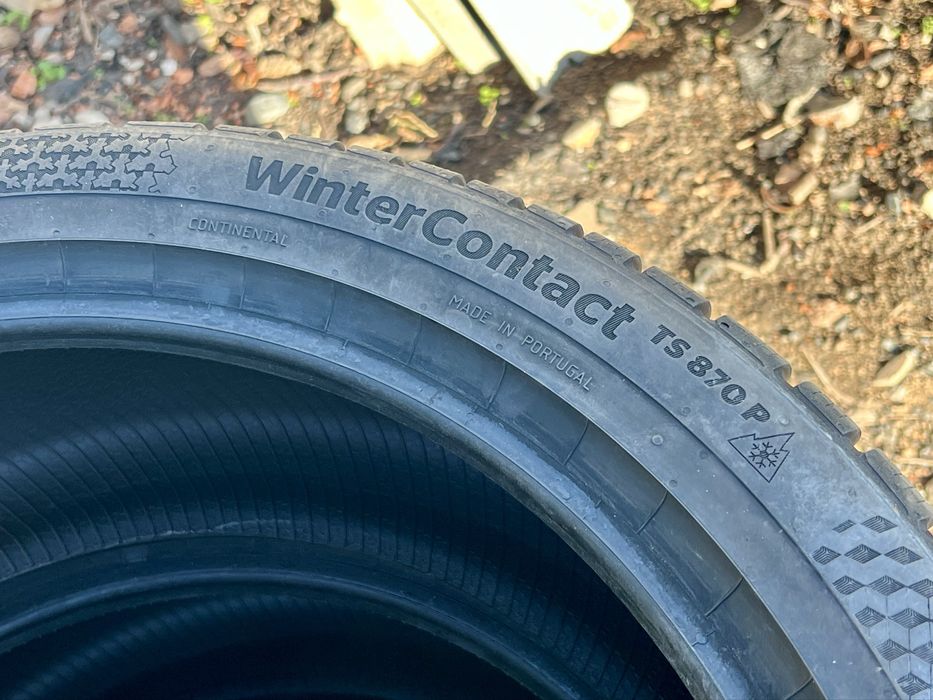 WinterContact TS 870 P
CONTINENTAL
MADE IN PORTUGAL